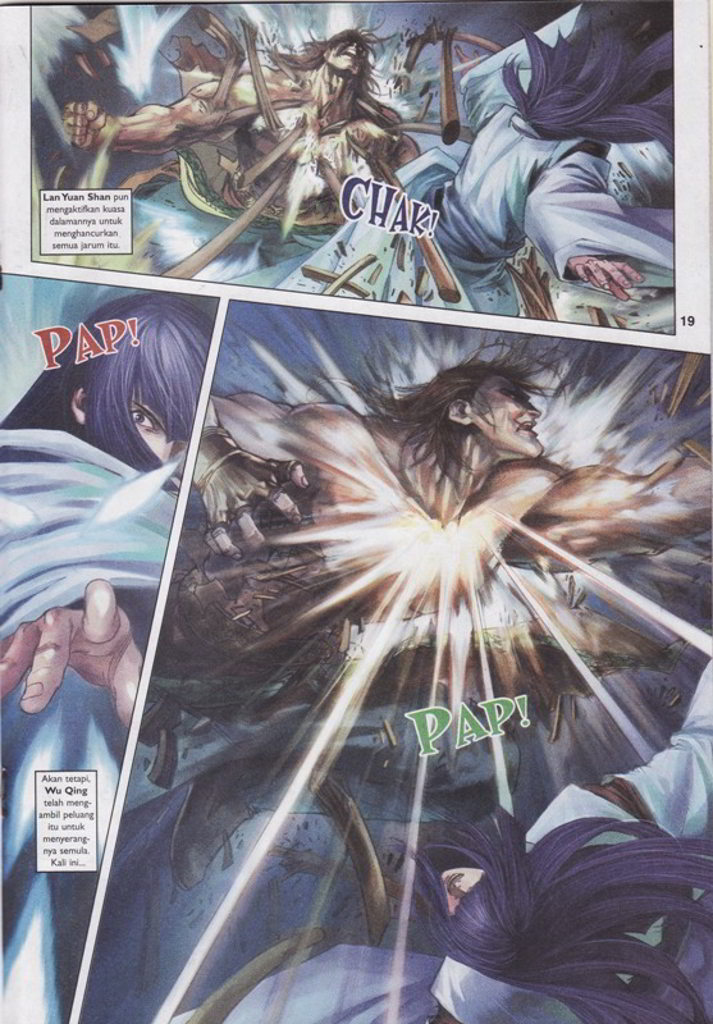 Lan Yuan Shan pun
mengaktifkan kuasa
dalamannya untuk
menghancurkan
semua jarum itu.
CHAK!
19
PAP!
Akan tetapi,
Wu Qing
telah meng-
ambil peluang
itu untuk
menyerang-
nya semula.
Kali ini...
PAP!